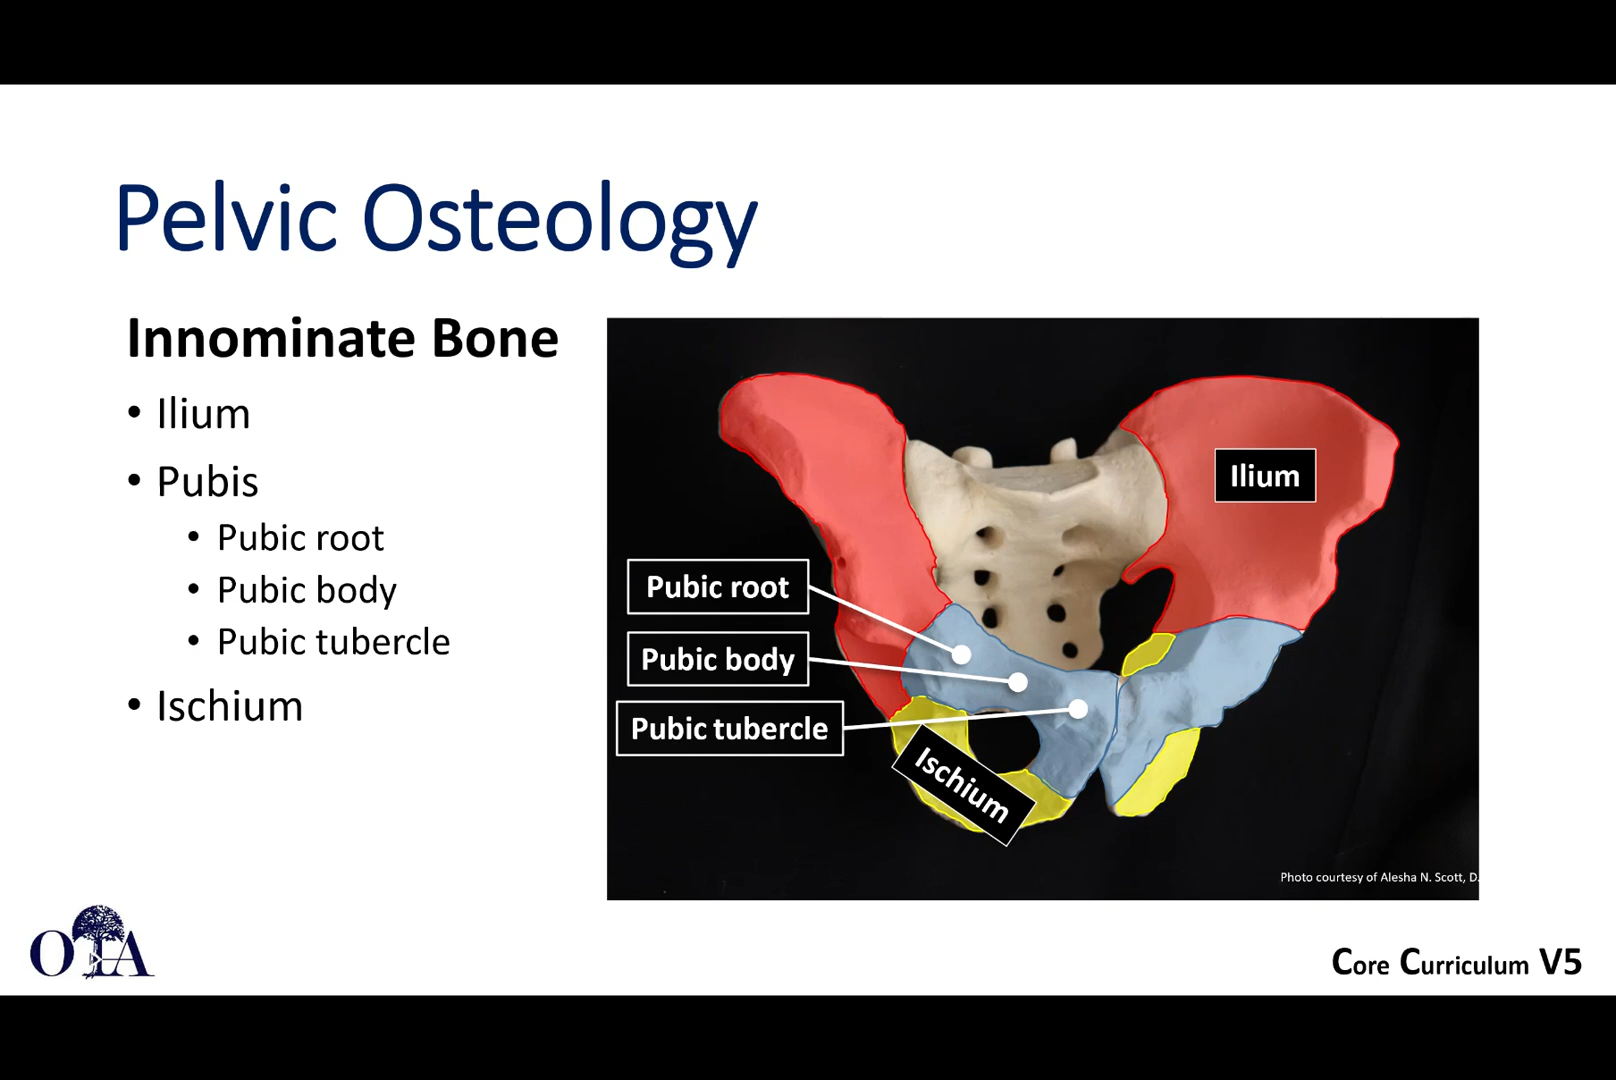 Pelvic Osteology
Innominate Bone
• Ilium
• Pubis
• Pubic root
• Pubic body
• Pubic tubercle
• Ischium
Ilium
Pubic root
Pubic body
Pubic tubercle
Ischium
Photo courtesy of Alesha N. Scott, D.
OTA
Core Curriculum V5